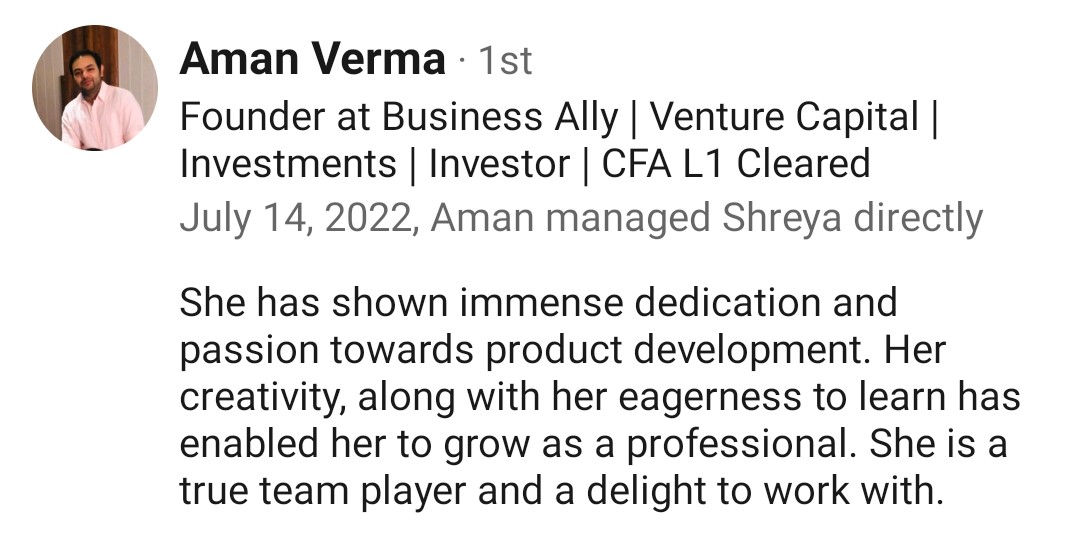 Aman Verma · 1st
Founder at Business Ally | Venture Capital |
Investments | Investor | CFA L1 Cleared
July 14, 2022, Aman managed Shreya directly
She has shown immense dedication and
passion towards product development. Her
creativity, along with her eagerness to learn has
enabled her to grow as a professional. She is a
true team player and a delight to work with.